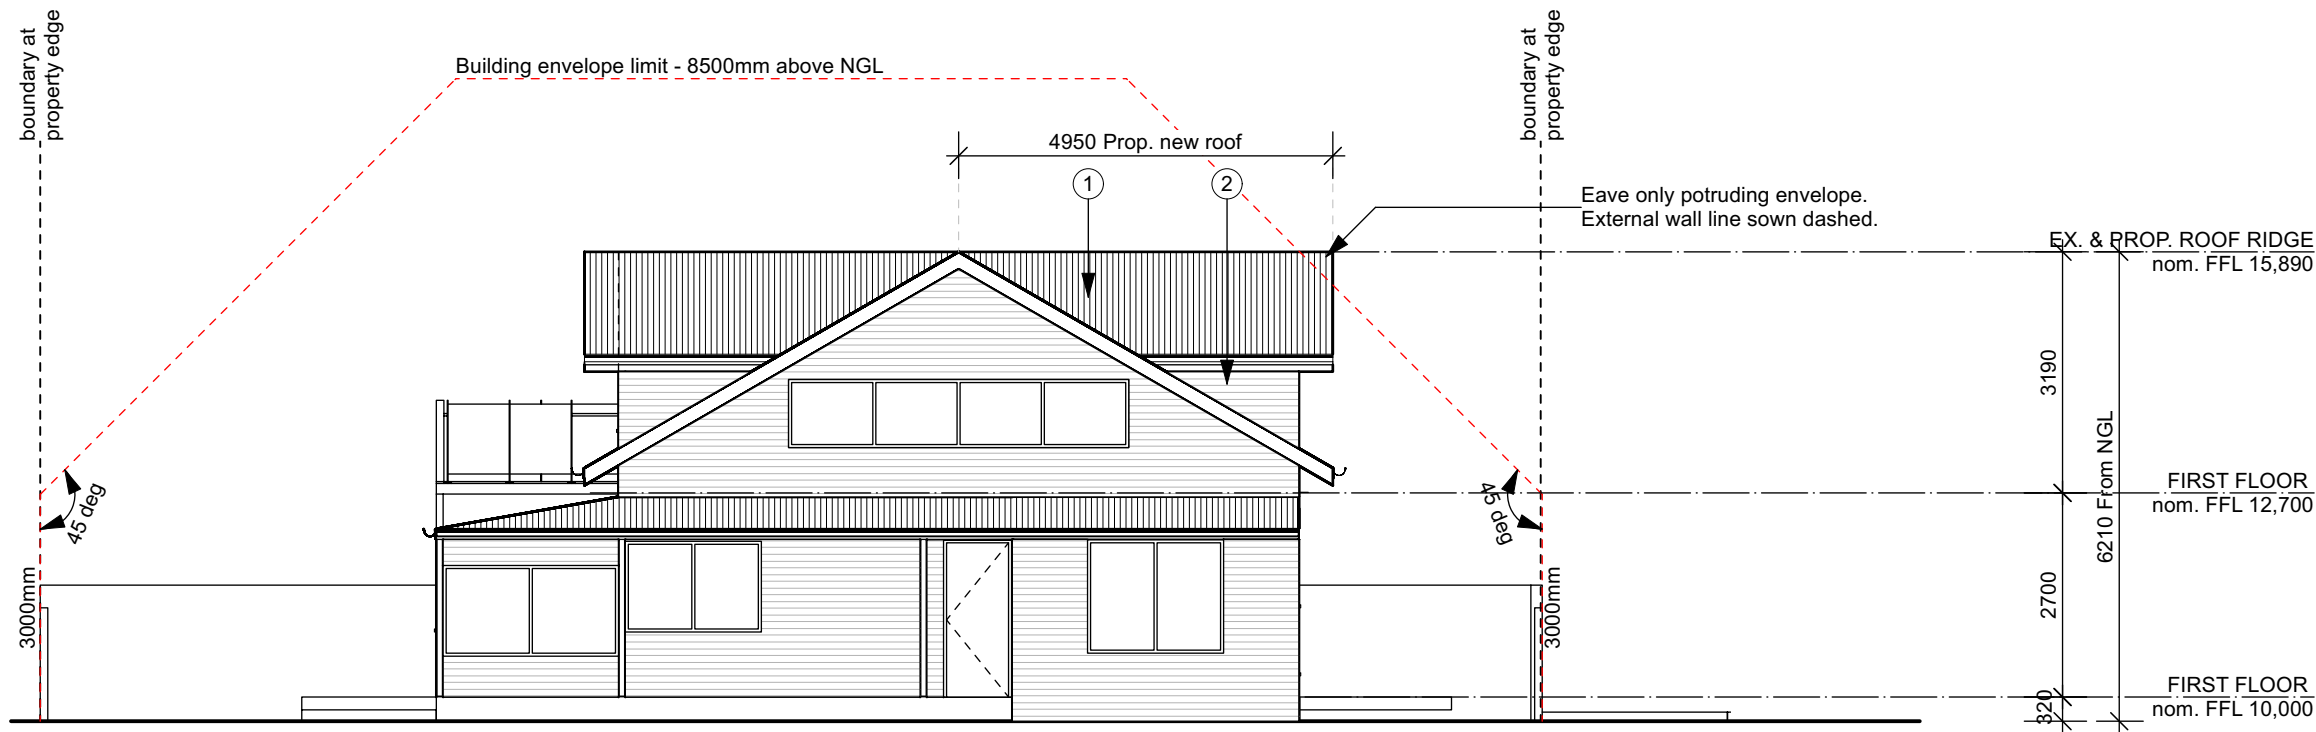 boundary at
property edge
Building envelope limit - 8500mm above NGL
boundary at
property edge
4950 Prop. new roof
1
2
Eave only potruding envelope.
External wall line sown dashed.
EX. & PROP. ROOF RIDGE
nom. FFL 15,890
3190
6210 From NGL
45 deg
45 deg
FIRST FLOOR
nom. FFL 12,700
3000mm
3000mm
2700
FIRST FLOOR
nom. FFL 10,000
320